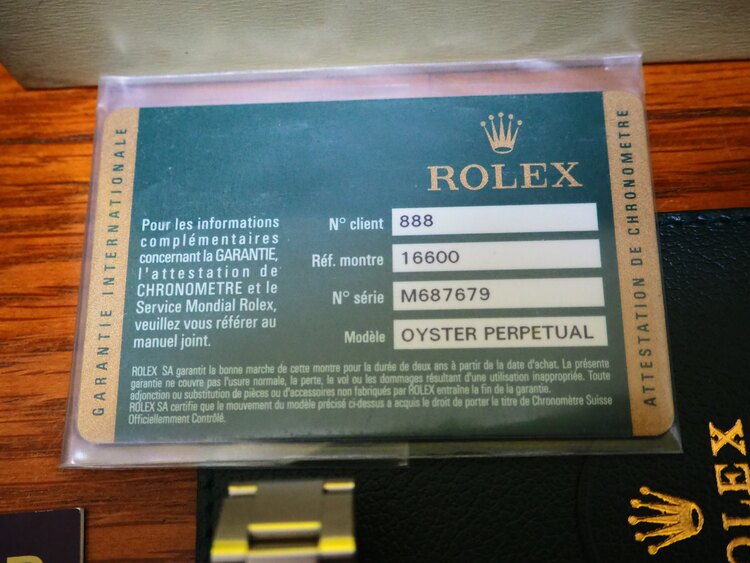 ROLEX
GARANTIE INTERNATIONALE
Pour les informations
complémentaires
concernant la GARANTIE,
l'attestation de
CHRONOMETRE et le
Service Mondial Rolex,
veuillez vous référer au
manuel joint.
N° client 888
Réf. montre 16600
N° série M687679
Modèle OYSTER PERPETUAL
ROLEX SA garantit la bonne marche de cette montre pour la durée de deux ans à partir de la date d'achat. La présente
garantie ne couvre pas l'usure normale, la perte, le vol ou les dommages résultant d'une utilisation inappropriée. Toute
adjonction ou substitution de pièces ou d'accessoires non fabriqués par ROLEX entraîne la fin de la garantie.
ROLEX SA certifie que le mouvement du modèle précisé ci-dessus a acquis le droit de porter le titre de Chronomètre Suisse
Officiellement Contrôlé.
ATTESTATION DE CHRONOMETRE
ROLEX